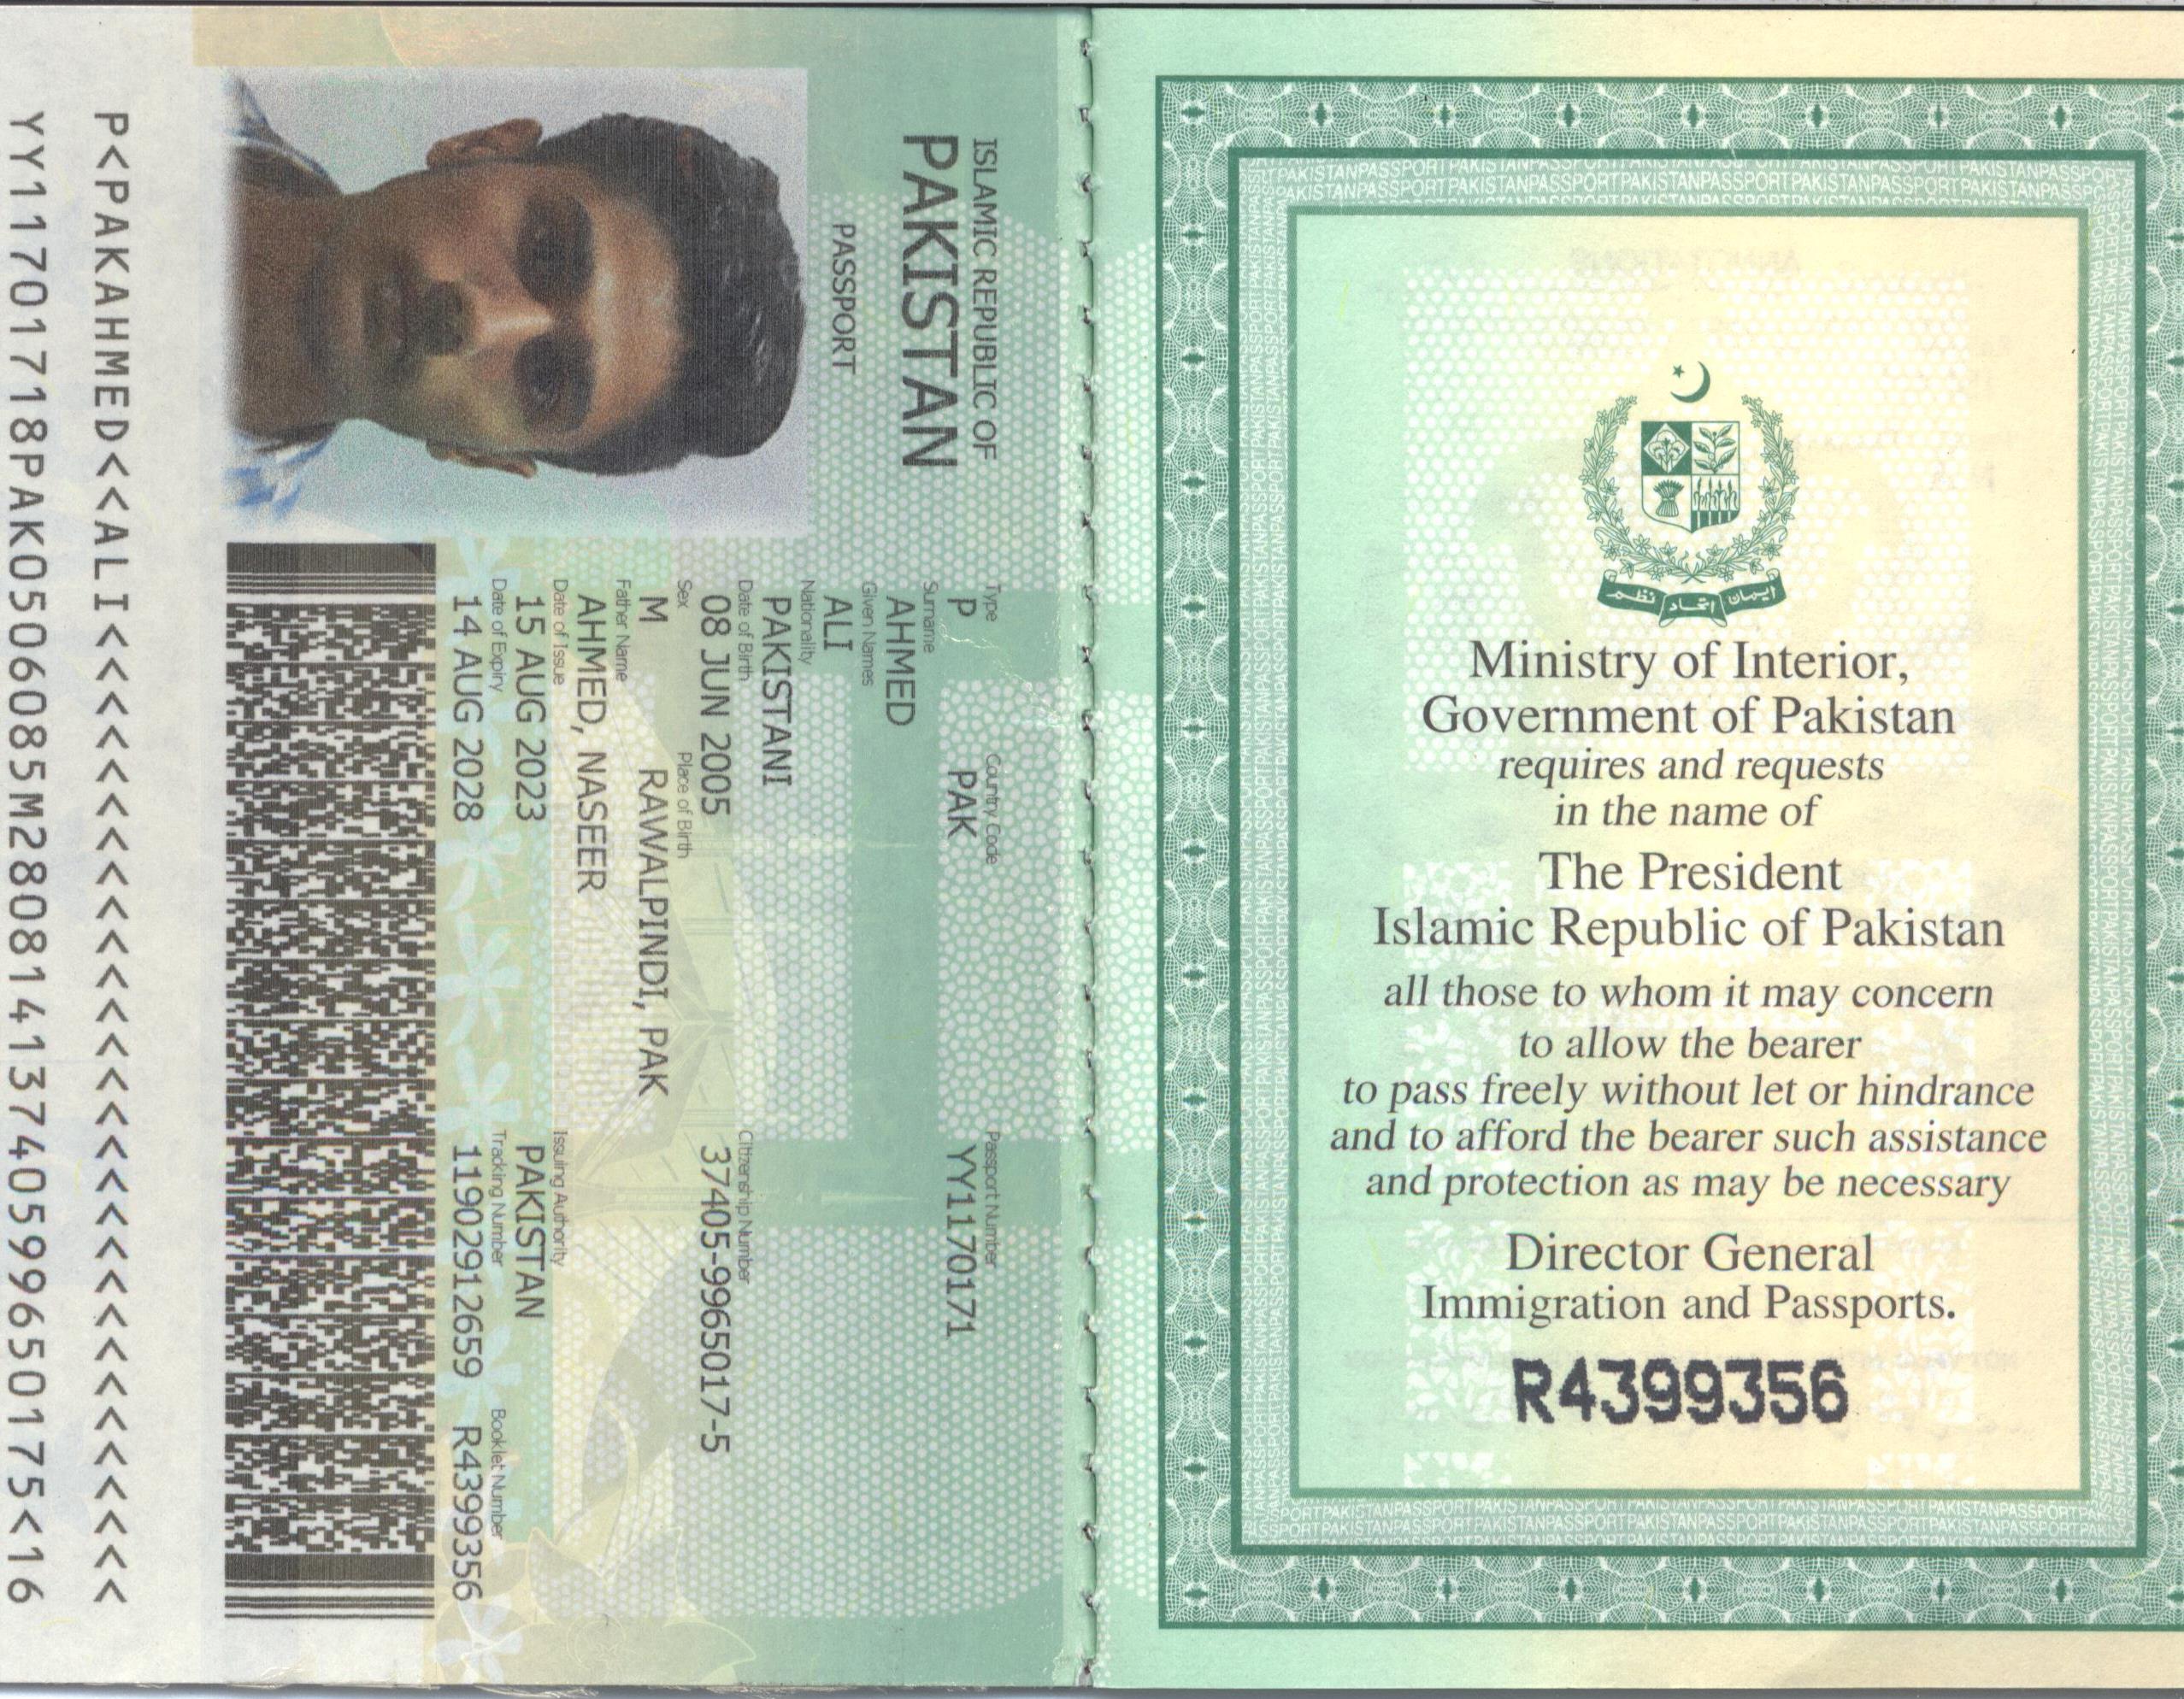 ISLAMIC REPUBLIC OF
PAKISTAN
PASSPORT
Type
Country Code
Passport Number
P
PAK
YY1170171
Surname
AHMED
Given Names
ALI
Nationality
PAKISTANI
Date of Birth
Citizenship Number
08 JUN 2005
37405-9965017-5
Sex
Place of Birth
M
RAWALPINDI, PAK
Father Name
AHMED, NASEER
Date of Issue
Issuing Authority
15 AUG 2023
PAKISTAN
Date of Expiry
Tracking Number
Booklet Number
14 AUG 2028
11902912659
R4399356
P<PAKAHMED<<ALI<<<<<<<<<<<<<<<<<<<<<<<<<<<<<
YY11701718PAK0506085M28081413740599650175<16
ایمان اتحاد نظم
Ministry of Interior,
Government of Pakistan
requires and requests
in the name of
The President
Islamic Republic of Pakistan
all those to whom it may concern
to allow the bearer
to pass freely without let or hindrance
and to afford the bearer such assistance
and protection as may be necessary
Director General
Immigration and Passports.
R4399356